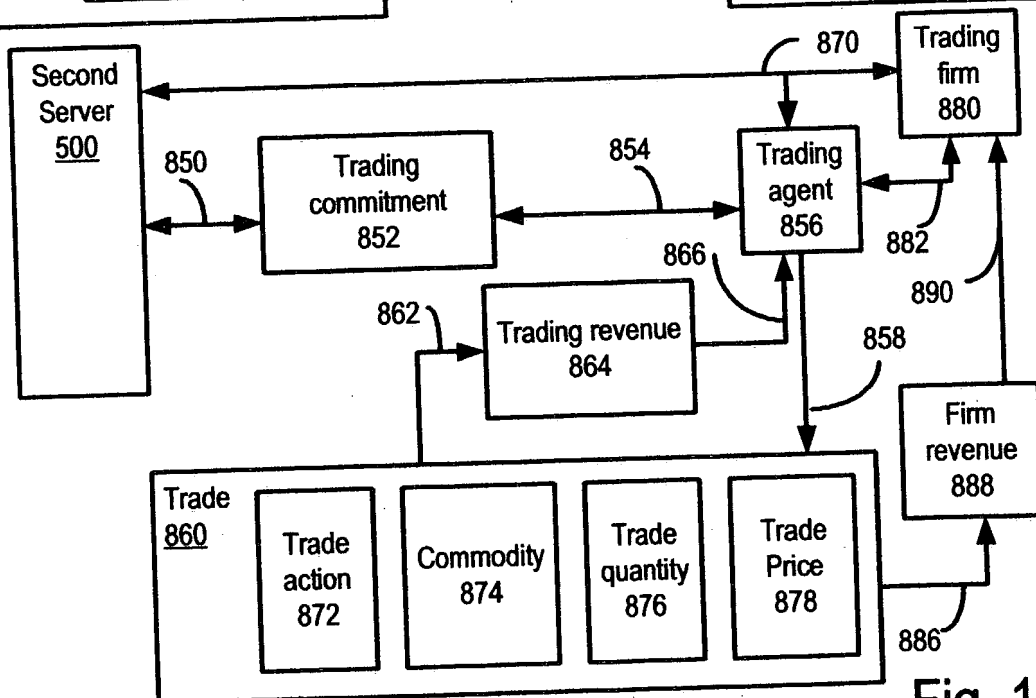 870
Trading
firm
880
Second
Server
500
850
Trading
commitment
852
854
Trading
agent
856
882
866
890
862
Trading revenue
864
858
Firm
revenue
888
Trade
860
Trade
action
872
Commodity
874
Trade
quantity
876
Trade
Price
878
886
Fig. 1